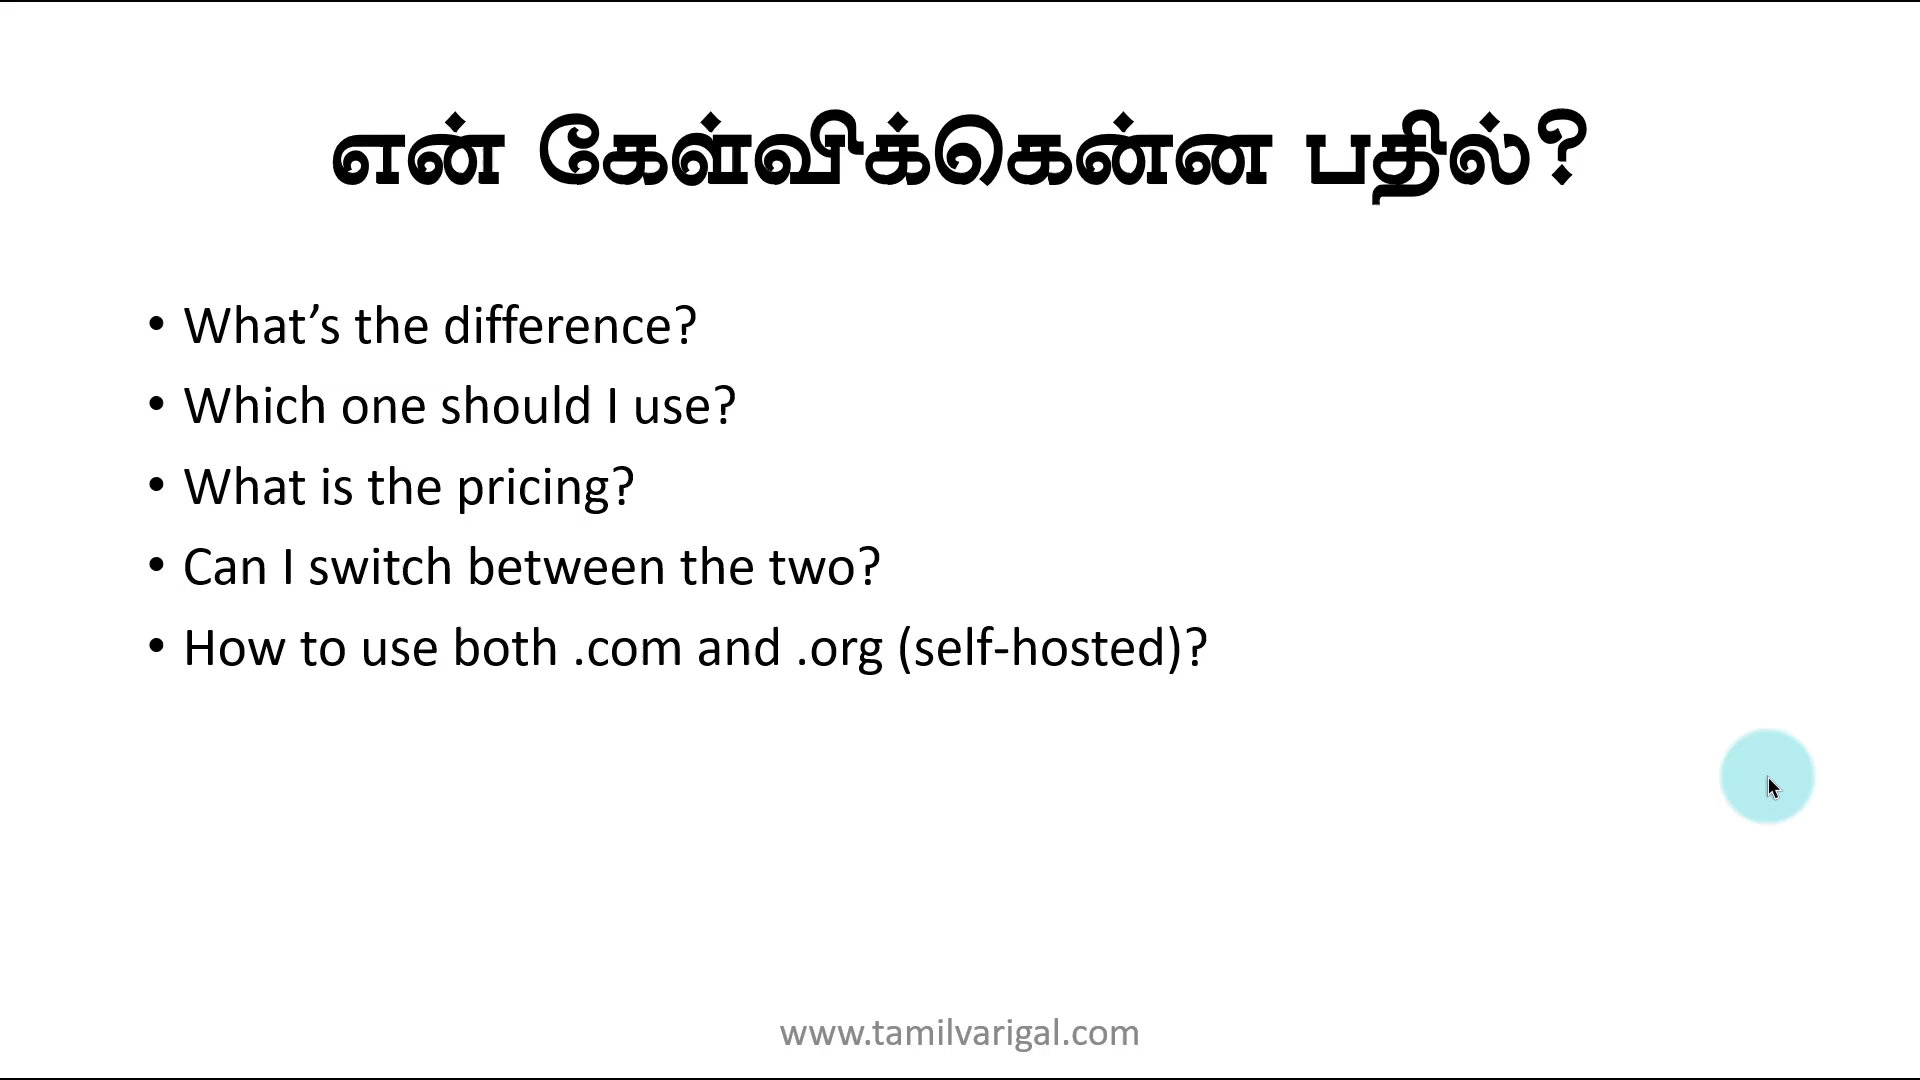 என் கேள்விக்கென்ன பதில்?
• What’s the difference?
• Which one should I use?
• What is the pricing?
• Can I switch between the two?
• How to use both .com and .org (self-hosted)?
www.tamilvarigal.com